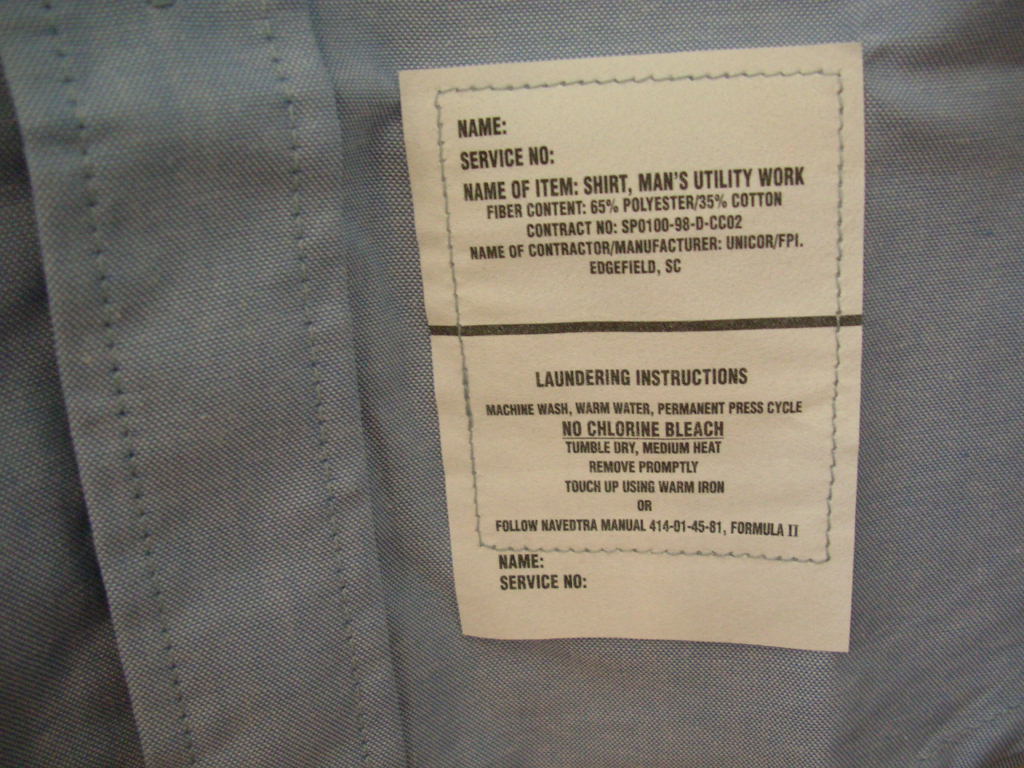 NAME:
SERVICE NO:
NAME OF ITEM: SHIRT, MAN'S UTILITY WORK
FIBER CONTENT: 65% POLYESTER/35% COTTON
CONTRACT NO: SP0100-98-D-CC02
NAME OF CONTRACTOR/MANUFACTURER: UNICOR/FPI.
EDGEFIELD, SC
LAUNDERING INSTRUCTIONS
MACHINE WASH, WARM WATER, PERMANENT PRESS CYCLE
NO CHLORINE BLEACH
TUMBLE DRY, MEDIUM HEAT
REMOVE PROMPTLY
TOUCH UP USING WARM IRON
OR
FOLLOW NAVEDTRA MANUAL 414-01-45-81, FORMULA II
NAME:
SERVICE NO: